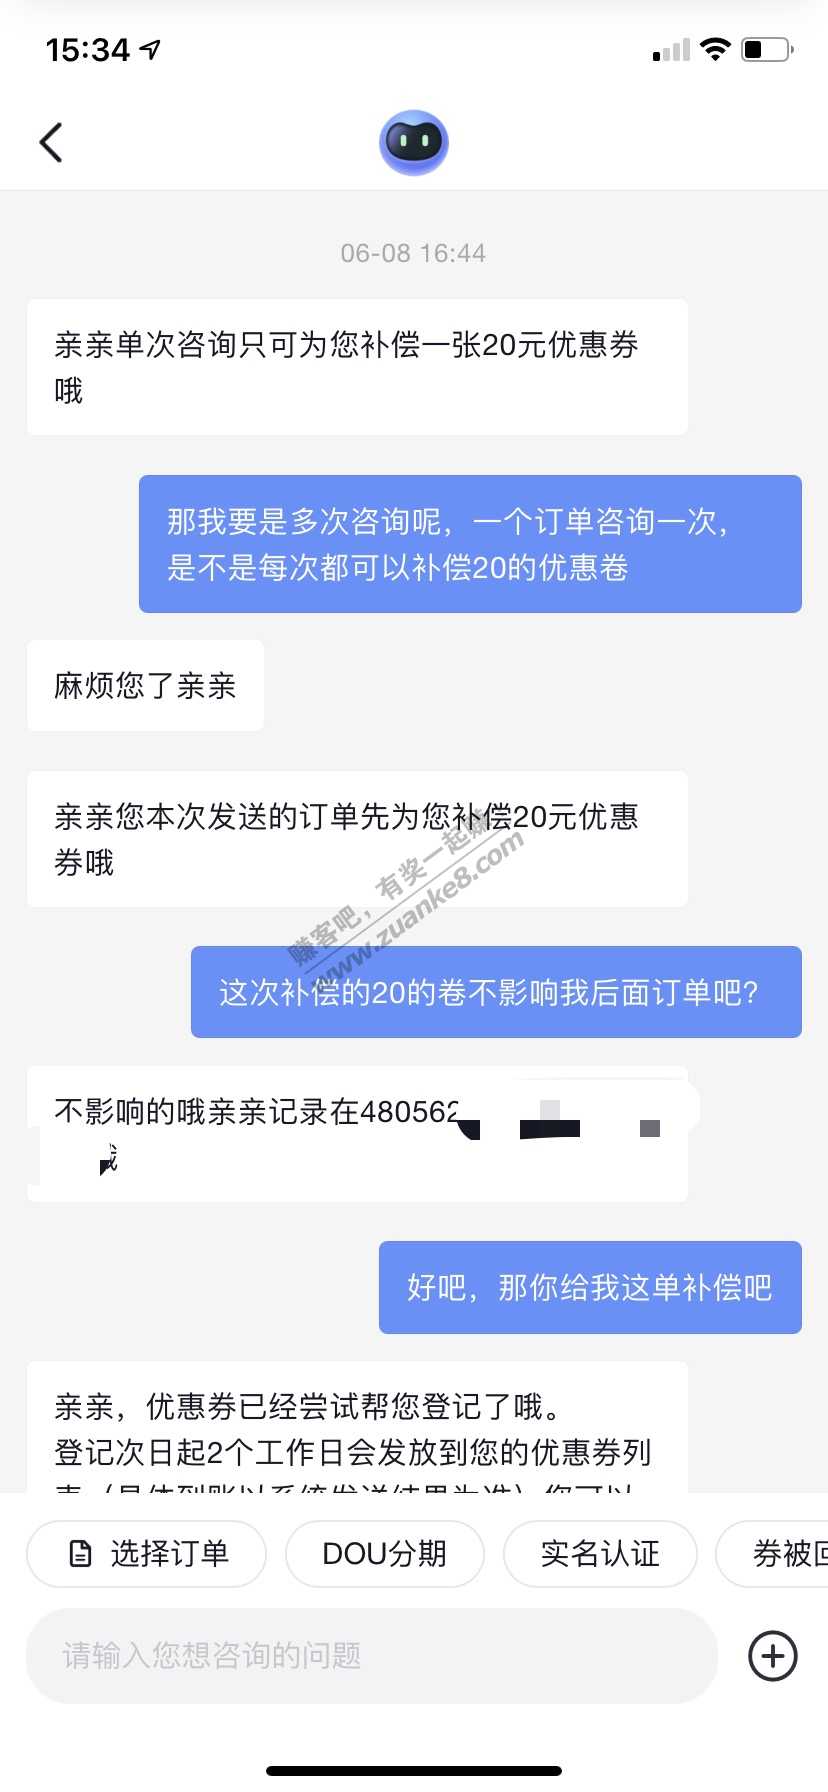 15:34
06-08 16:44
亲亲单次咨询只可为您补偿一张20元优惠券
哦
那我要是多次咨询呢，一个订单咨询一次，
是不是每次都可以补偿20的优惠卷
麻烦您了亲亲
亲亲您本次发送的订单先为您补偿20元优惠
券哦
赚客吧，有奖一起赚
www.zuanke8.com
这次补偿的20的卷不影响我后面订单吧？
不影响的哦亲亲记录在480562
好吧，那你给我这单补偿吧
亲亲，优惠券已经尝试帮您登记了哦。
登记次日起2个工作日会发放到您的优惠券列
选择订单
DOU分期
实名认证
券被
请输入您想咨询的问题